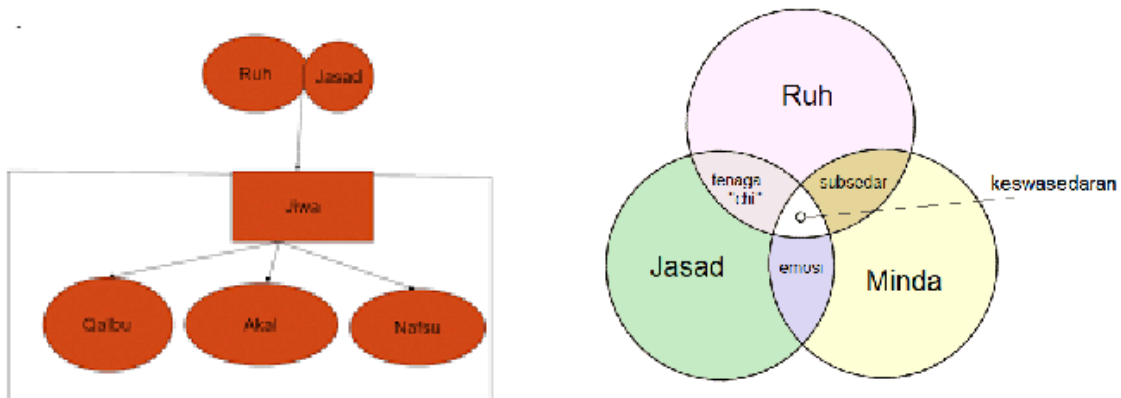 Ruh
Jasad
Jiwa
Qalbu
Akal
Nafsu
Ruh
tenaga
"chi"
subsedar
keswasedaran
Jasad
emosi
Minda